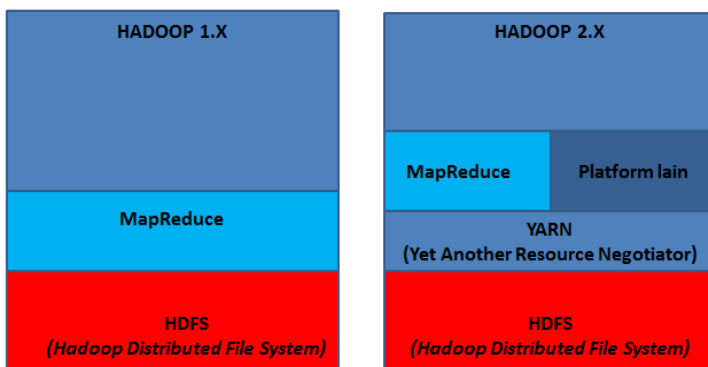 HADOOP 1.X
MapReduce
HDFS
(Hadoop Distributed File System)
HADOOP 2.X
MapReduce
Platform lain
YARN
(Yet Another Resource Negotiator)
HDFS
(Hadoop Distributed File System)